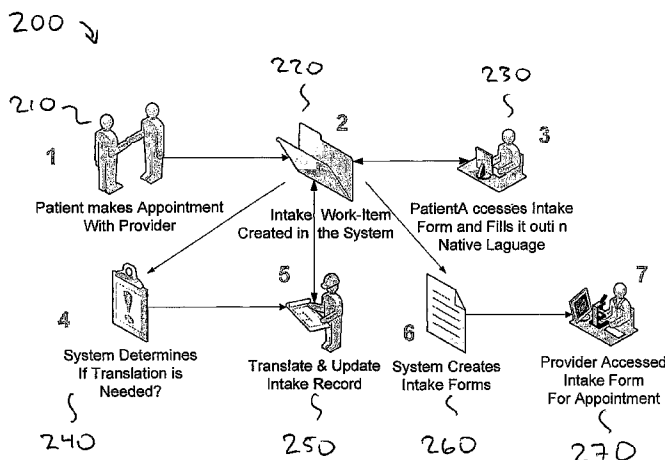 200
210
220
230
1
2
3
Patient makes Appointment
With Provider
Intake Work-Item
Created in the System
PatientA ccesses Intake
Form and Fills it outi n
Native Laguage
4
5
6
7
System Determines
If Translation is
Needed?
Translate & Update
Intake Record
System Creates
Intake Forms
Provider Accessed
Intake Form
For Appointment
240
250
260
270